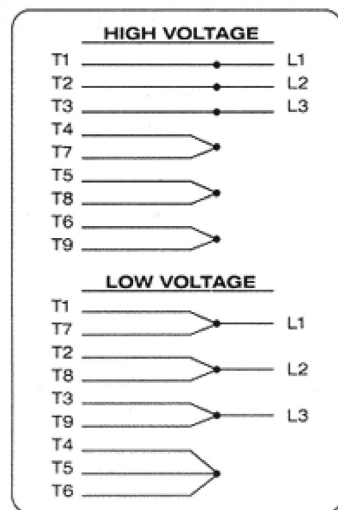 HIGH VOLTAGE
T1 L1
T2 L2
T3 L3
T4
T7
T5
T8
T6
T9
LOW VOLTAGE
T1
T7 L1
T2
T8 L2
T3
T9 L3
T4
T5
T6